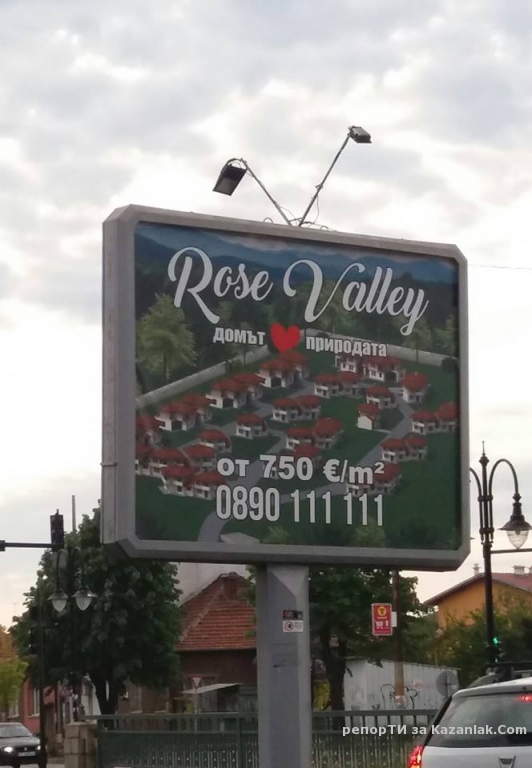 Rose Valley
домът ❤ природата
от 750 €/m²
0890 111 111
репорТИ за Kazanlak.Com